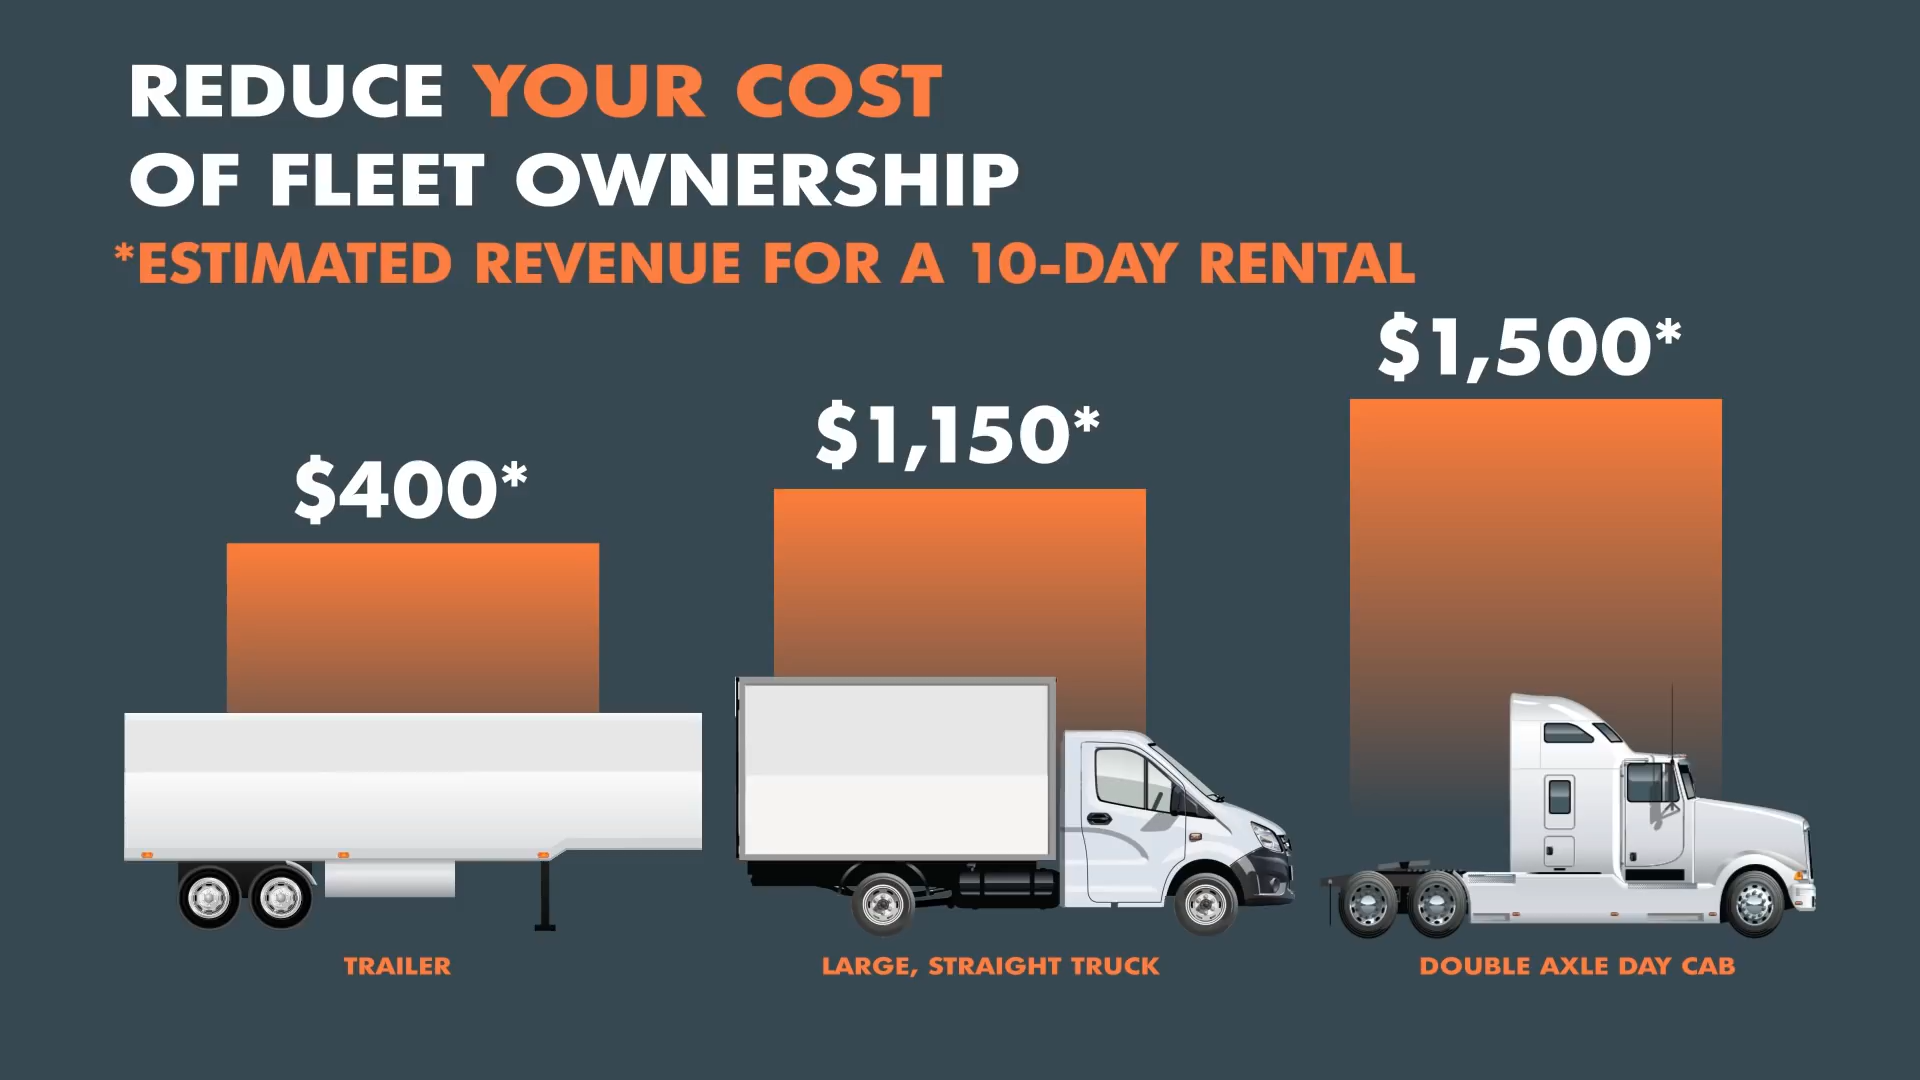 REDUCE YOUR COST
OF FLEET OWNERSHIP
*ESTIMATED REVENUE FOR A 10-DAY RENTAL
$400*
$1,150*
$1,500*
TRAILER
LARGE, STRAIGHT TRUCK
DOUBLE AXLE DAY CAB